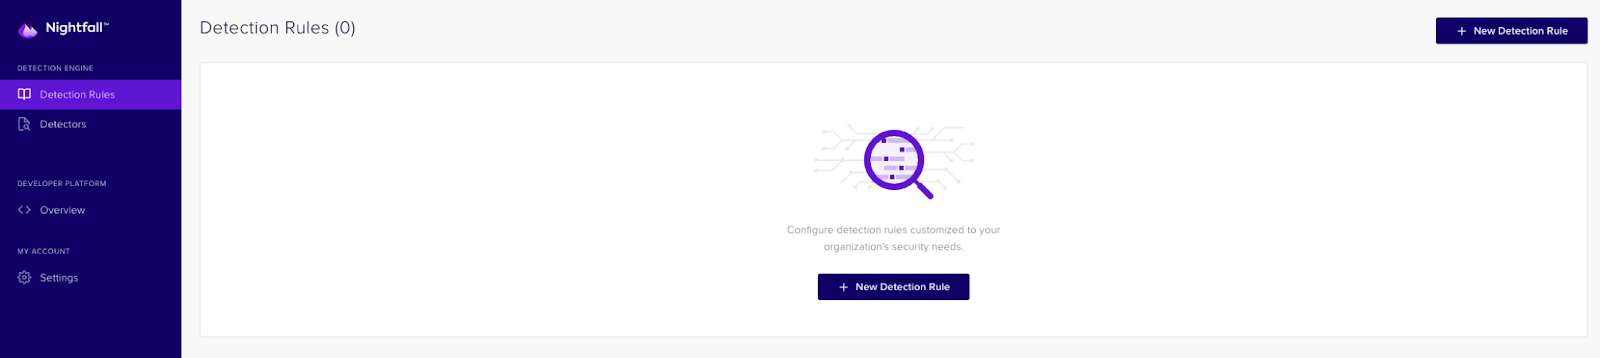 Nightfall™
DETECTION ENGINE
Detection Rules
Detectors
DEVELOPER PLATFORM
Overview
MY ACCOUNT
Settings
Detection Rules (0)
+ New Detection Rule
Configure detection rules customized to your
organization's security needs.
+ New Detection Rule